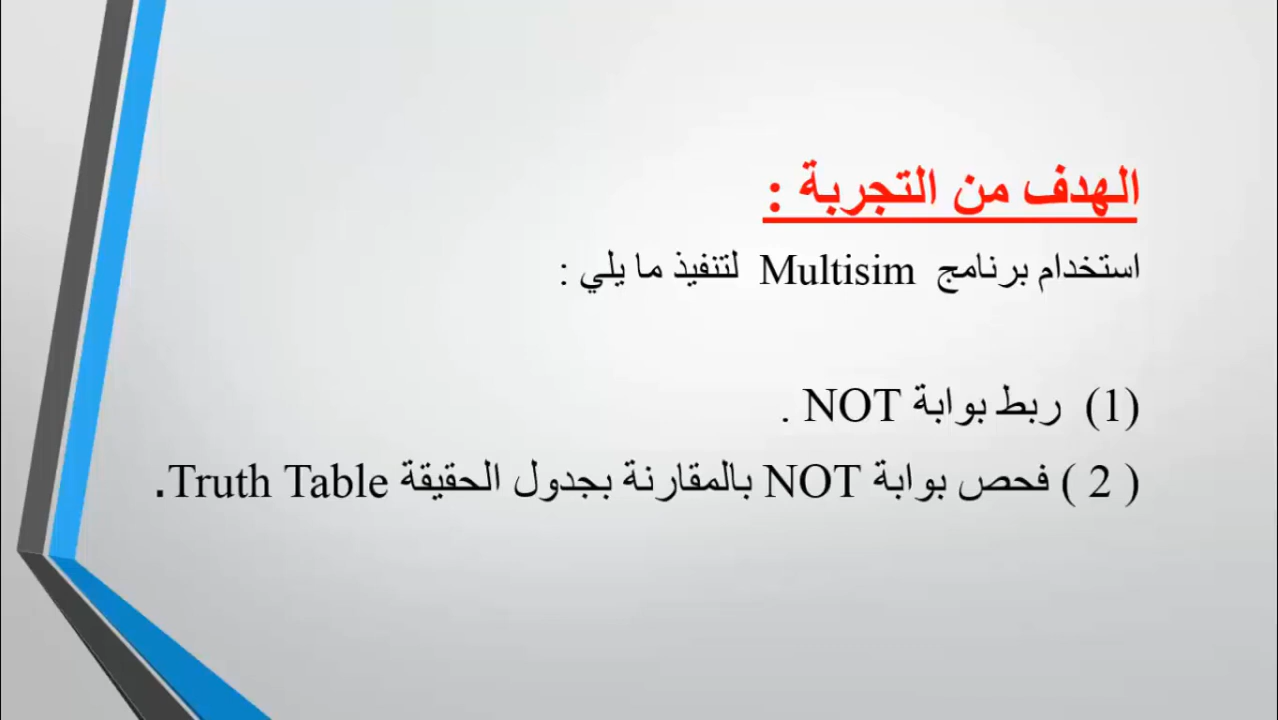 الهدف من التجربة :
استخدام برنامج Multisim لتنفيذ ما يلي :
(1) ربط بوابة NOT .
( 2 ) فحص بوابة NOT بالمقارنة بجدول الحقيقة Truth Table.